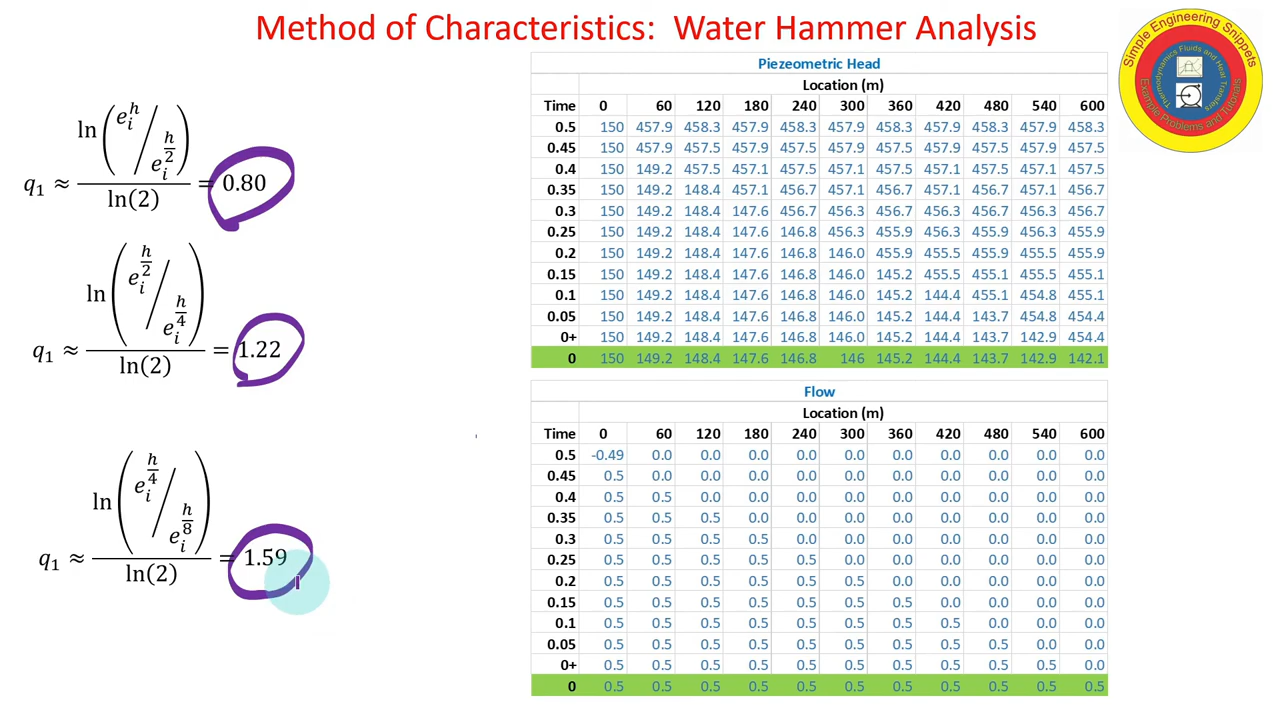 Method of Characteristics: Water Hammer Analysis
Simple Engineering Snippets
Thermodynamics Fluids and Heat Transfers
Example Problems and Tutorials
q₁ ≈ ln(e_i^h / e_i^(h/2)) / ln(2) = 0.80
q₁ ≈ ln(e_i^(h/2) / e_i^(h/4)) / ln(2) = 1.22
q₁ ≈ ln(e_i^(h/4) / e_i^(h/8)) / ln(2) = 1.59
Piezeometric Head
Location (m)
Time 0 60 120 180 240 300 360 420 480 540 600
0.5 150 457.9 458.3 457.9 458.3 457.9 458.3 457.9 458.3 457.9 458.3
0.45 150 457.9 457.5 457.9 457.5 457.9 457.5 457.9 457.5 457.9 457.5
0.4 150 149.2 457.5 457.1 457.5 457.1 457.5 457.1 457.5 457.1 457.5
0.35 150 149.2 148.4 457.1 456.7 457.1 456.7 457.1 456.7 457.1 456.7
0.3 150 149.2 148.4 147.6 456.7 456.3 456.7 456.3 456.7 456.3 456.7
0.25 150 149.2 148.4 147.6 146.8 456.3 455.9 456.3 455.9 456.3 455.9
0.2 150 149.2 148.4 147.6 146.8 146.0 455.9 455.5 455.9 455.5 455.9
0.15 150 149.2 148.4 147.6 146.8 146.0 145.2 455.5 455.1 455.5 455.1
0.1 150 149.2 148.4 147.6 146.8 146.0 145.2 144.4 455.1 454.8 455.1
0.05 150 149.2 148.4 147.6 146.8 146.0 145.2 144.4 143.7 454.8 454.4
0+ 150 149.2 148.4 147.6 146.8 146.0 145.2 144.4 143.7 142.9 454.4
0 150 149.2 148.4 147.6 146.8 146 145.2 144.4 143.7 142.9 142.1
Flow
Location (m)
Time 0 60 120 180 240 300 360 420 480 540 600
0.5 -0.49 0.0 0.0 0.0 0.0 0.0 0.0 0.0 0.0 0.0 0.0
0.45 0.5 0.0 0.0 0.0 0.0 0.0 0.0 0.0 0.0 0.0 0.0
0.4 0.5 0.5 0.0 0.0 0.0 0.0 0.0 0.0 0.0 0.0 0.0
0.35 0.5 0.5 0.5 0.0 0.0 0.0 0.0 0.0 0.0 0.0 0.0
0.3 0.5 0.5 0.5 0.5 0.0 0.0 0.0 0.0 0.0 0.0 0.0
0.25 0.5 0.5 0.5 0.5 0.5 0.0 0.0 0.0 0.0 0.0 0.0
0.2 0.5 0.5 0.5 0.5 0.5 0.5 0.0 0.0 0.0 0.0 0.0
0.15 0.5 0.5 0.5 0.5 0.5 0.5 0.5 0.0 0.0 0.0 0.0
0.1 0.5 0.5 0.5 0.5 0.5 0.5 0.5 0.5 0.0 0.0 0.0
0.05 0.5 0.5 0.5 0.5 0.5 0.5 0.5 0.5 0.5 0.0 0.0
0+ 0.5 0.5 0.5 0.5 0.5 0.5 0.5 0.5 0.5 0.5 0.0
0 0.5 0.5 0.5 0.5 0.5 0.5 0.5 0.5 0.5 0.5 0.5